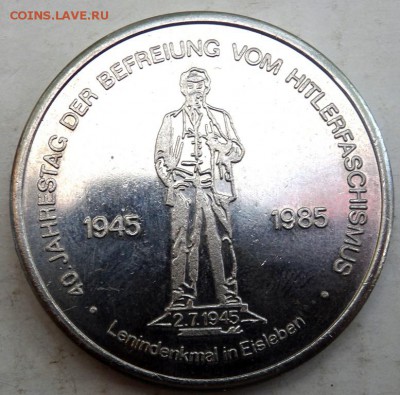 COINS.LAVE.RU
40. JAHRESTAG DER BEFREIUNG VOM HITLERFASCHISMUS
1945 1985
2.7.1945
Lenindenkmal in Eisleben